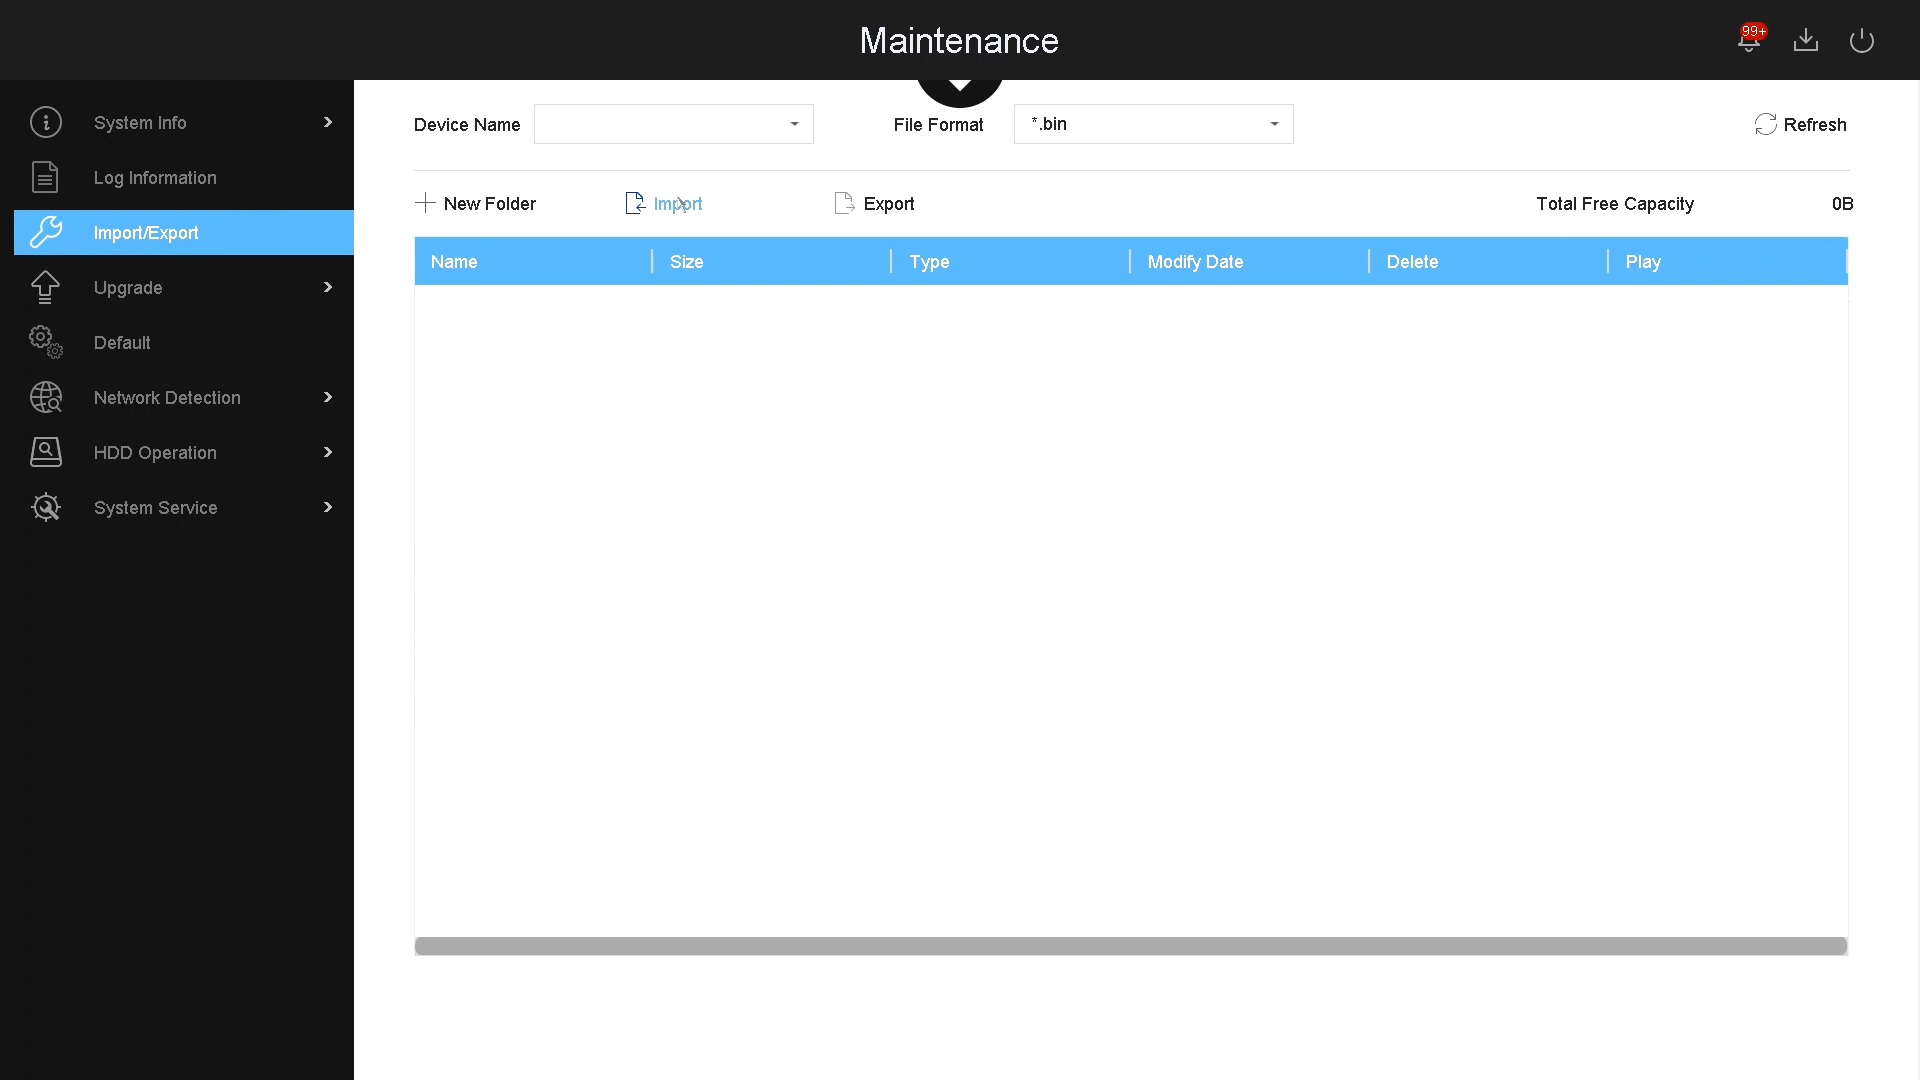 Maintenance
99+
System Info
Log Information
Import/Export
Upgrade
Default
Network Detection
HDD Operation
System Service
Device Name
File Format *.bin
Refresh
New Folder
Import
Export
Total Free Capacity 0B
Name Size Type Modify Date Delete Play